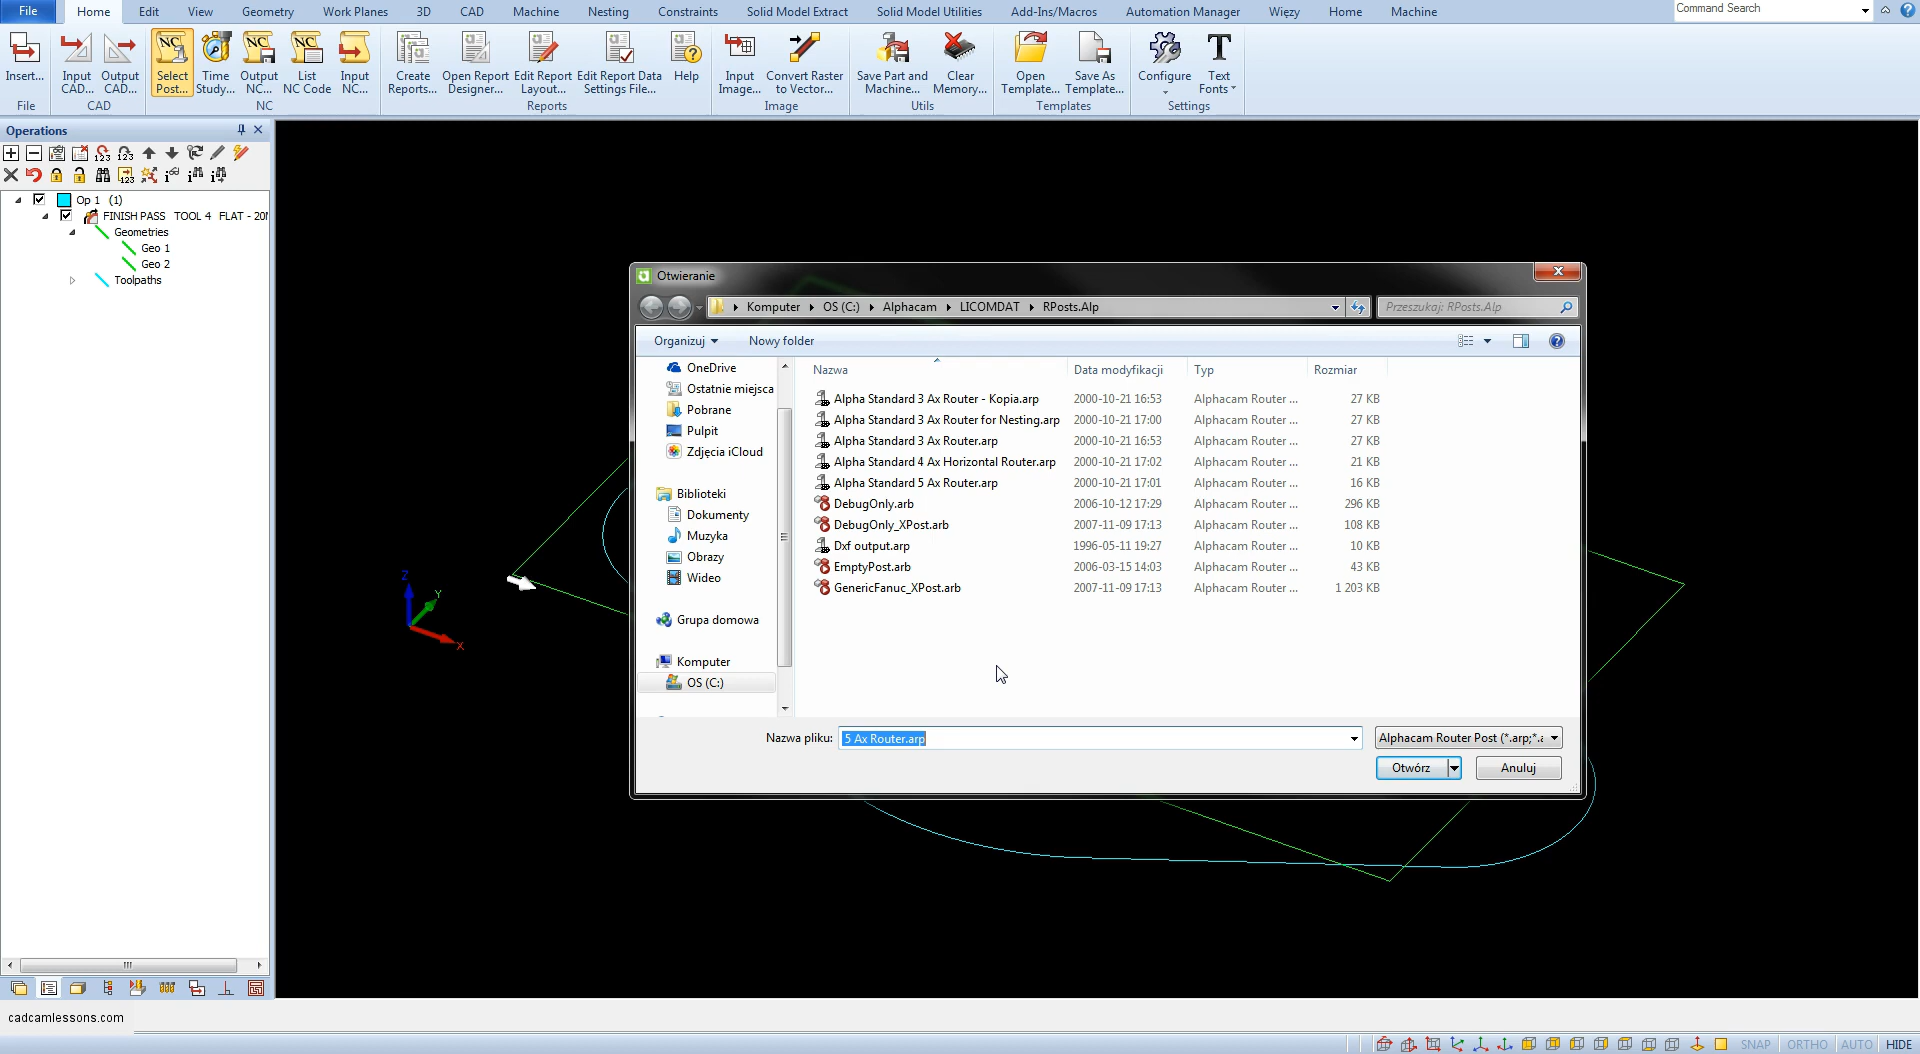 File Home Edit View Geometry Work Planes 3D CAD Machine Nesting Constraints Solid Model Extract Solid Model Utilities Add-Ins/Macros Automation Manager Więzy Home Machine Command Search
Insert... Input CAD... Output CAD... Select Post... Time Study... Output NC... List NC Code Input NC... Create Reports... Open Report Designer... Edit Report Layout... Edit Report Data Settings File... Help Input Image... Convert Raster to Vector... Save Part and Machine... Clear Memory... Open Template... Save As Template... Configure Text Fonts
File CAD NC Reports Image Utils Templates Settings
Operations
Op 1 (1)
FINISH PASS TOOL 4 FLAT - 20
Geometries
Geo 1
Geo 2
Toolpaths
Z
Y
X
Otwieranie
Komputer OS (C:) Alphacam LICOMDAT RPosts.Alp Przeszukaj: RPosts.Alp
Organizuj Nowy folder
OneDrive
Ostatnie miejsca
Pobrane
Pulpit
Zdjęcia iCloud
Biblioteki
Dokumenty
Muzyka
Obrazy
Wideo
Grupa domowa
Komputer
OS (C:)
Nazwa Data modyfikacji Typ Rozmiar
Alpha Standard 3 Ax Router - Kopia.arp 2000-10-21 16:53 Alphacam Router ... 27 KB
Alpha Standard 3 Ax Router for Nesting.arp 2000-10-21 17:00 Alphacam Router ... 27 KB
Alpha Standard 3 Ax Router.arp 2000-10-21 16:53 Alphacam Router ... 27 KB
Alpha Standard 4 Ax Horizontal Router.arp 2000-10-21 17:02 Alphacam Router ... 21 KB
Alpha Standard 5 Ax Router.arp 2000-10-21 17:01 Alphacam Router ... 16 KB
DebugOnly.arb 2006-10-12 17:29 Alphacam Router ... 296 KB
DebugOnly_XPost.arb 2007-11-09 17:13 Alphacam Router ... 108 KB
Dxf output.arp 1996-05-11 19:27 Alphacam Router ... 10 KB
EmptyPost.arb 2006-03-15 14:03 Alphacam Router ... 43 KB
GenericFanuc_XPost.arb 2007-11-09 17:13 Alphacam Router ... 1 203 KB
Nazwa pliku: 5 Ax Router.arp Alphacam Router Post (*.arp;*.a
Otwórz Anuluj
cadcamlessons.com
SNAP ORTHO AUTO HIDE